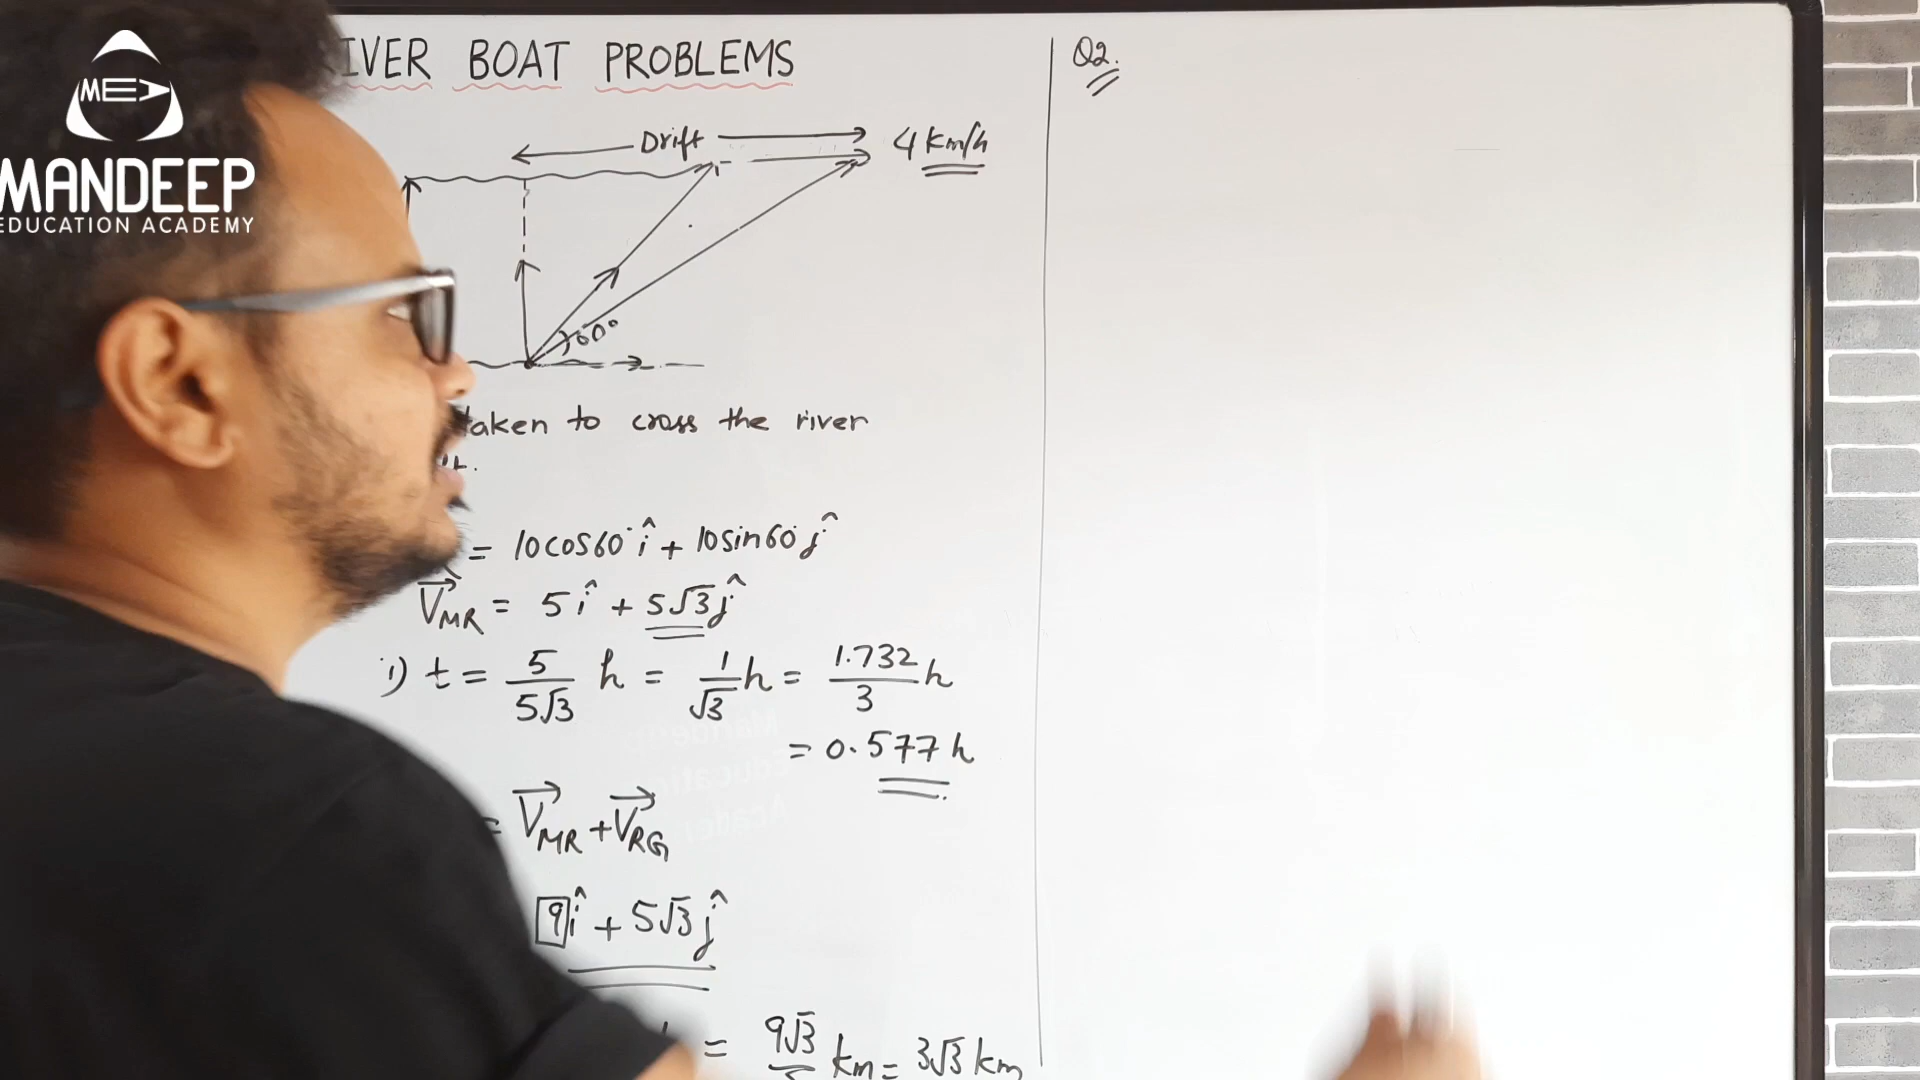 MEA
MANDEEP
EDUCATION ACADEMY
IVER BOAT PROBLEMS
Drift
4 km/h
60°
taken to cross the river
= 10cos60° î + 10sin60° ĵ
V⃗MR = 5î + 5√3ĵ
i) t = 5/5√3 h = 1/√3 h = 1.732/3 h
= 0.577 h
= V⃗MR + V⃗RG
9î + 5√3ĵ
= 9√3 km = 3√3 km
Q2.